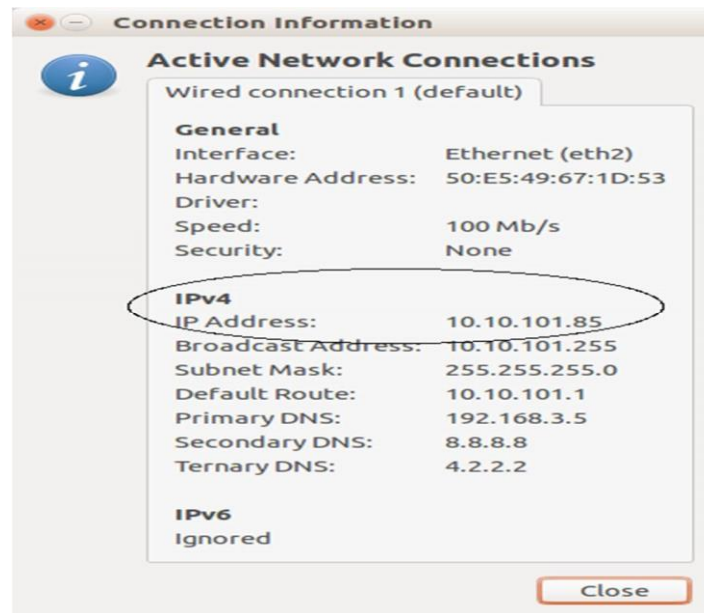 Connection Information
Active Network Connections
Wired connection 1 (default)
General
Interface: Ethernet (eth2)
Hardware Address: 50:E5:49:67:1D:53
Driver:
Speed: 100 Mb/s
Security: None
IPv4
IP Address: 10.10.101.85
Broadcast Address: 10.10.101.255
Subnet Mask: 255.255.255.0
Default Route: 10.10.101.1
Primary DNS: 192.168.3.5
Secondary DNS: 8.8.8.8
Ternary DNS: 4.2.2.2
IPv6
Ignored
Close